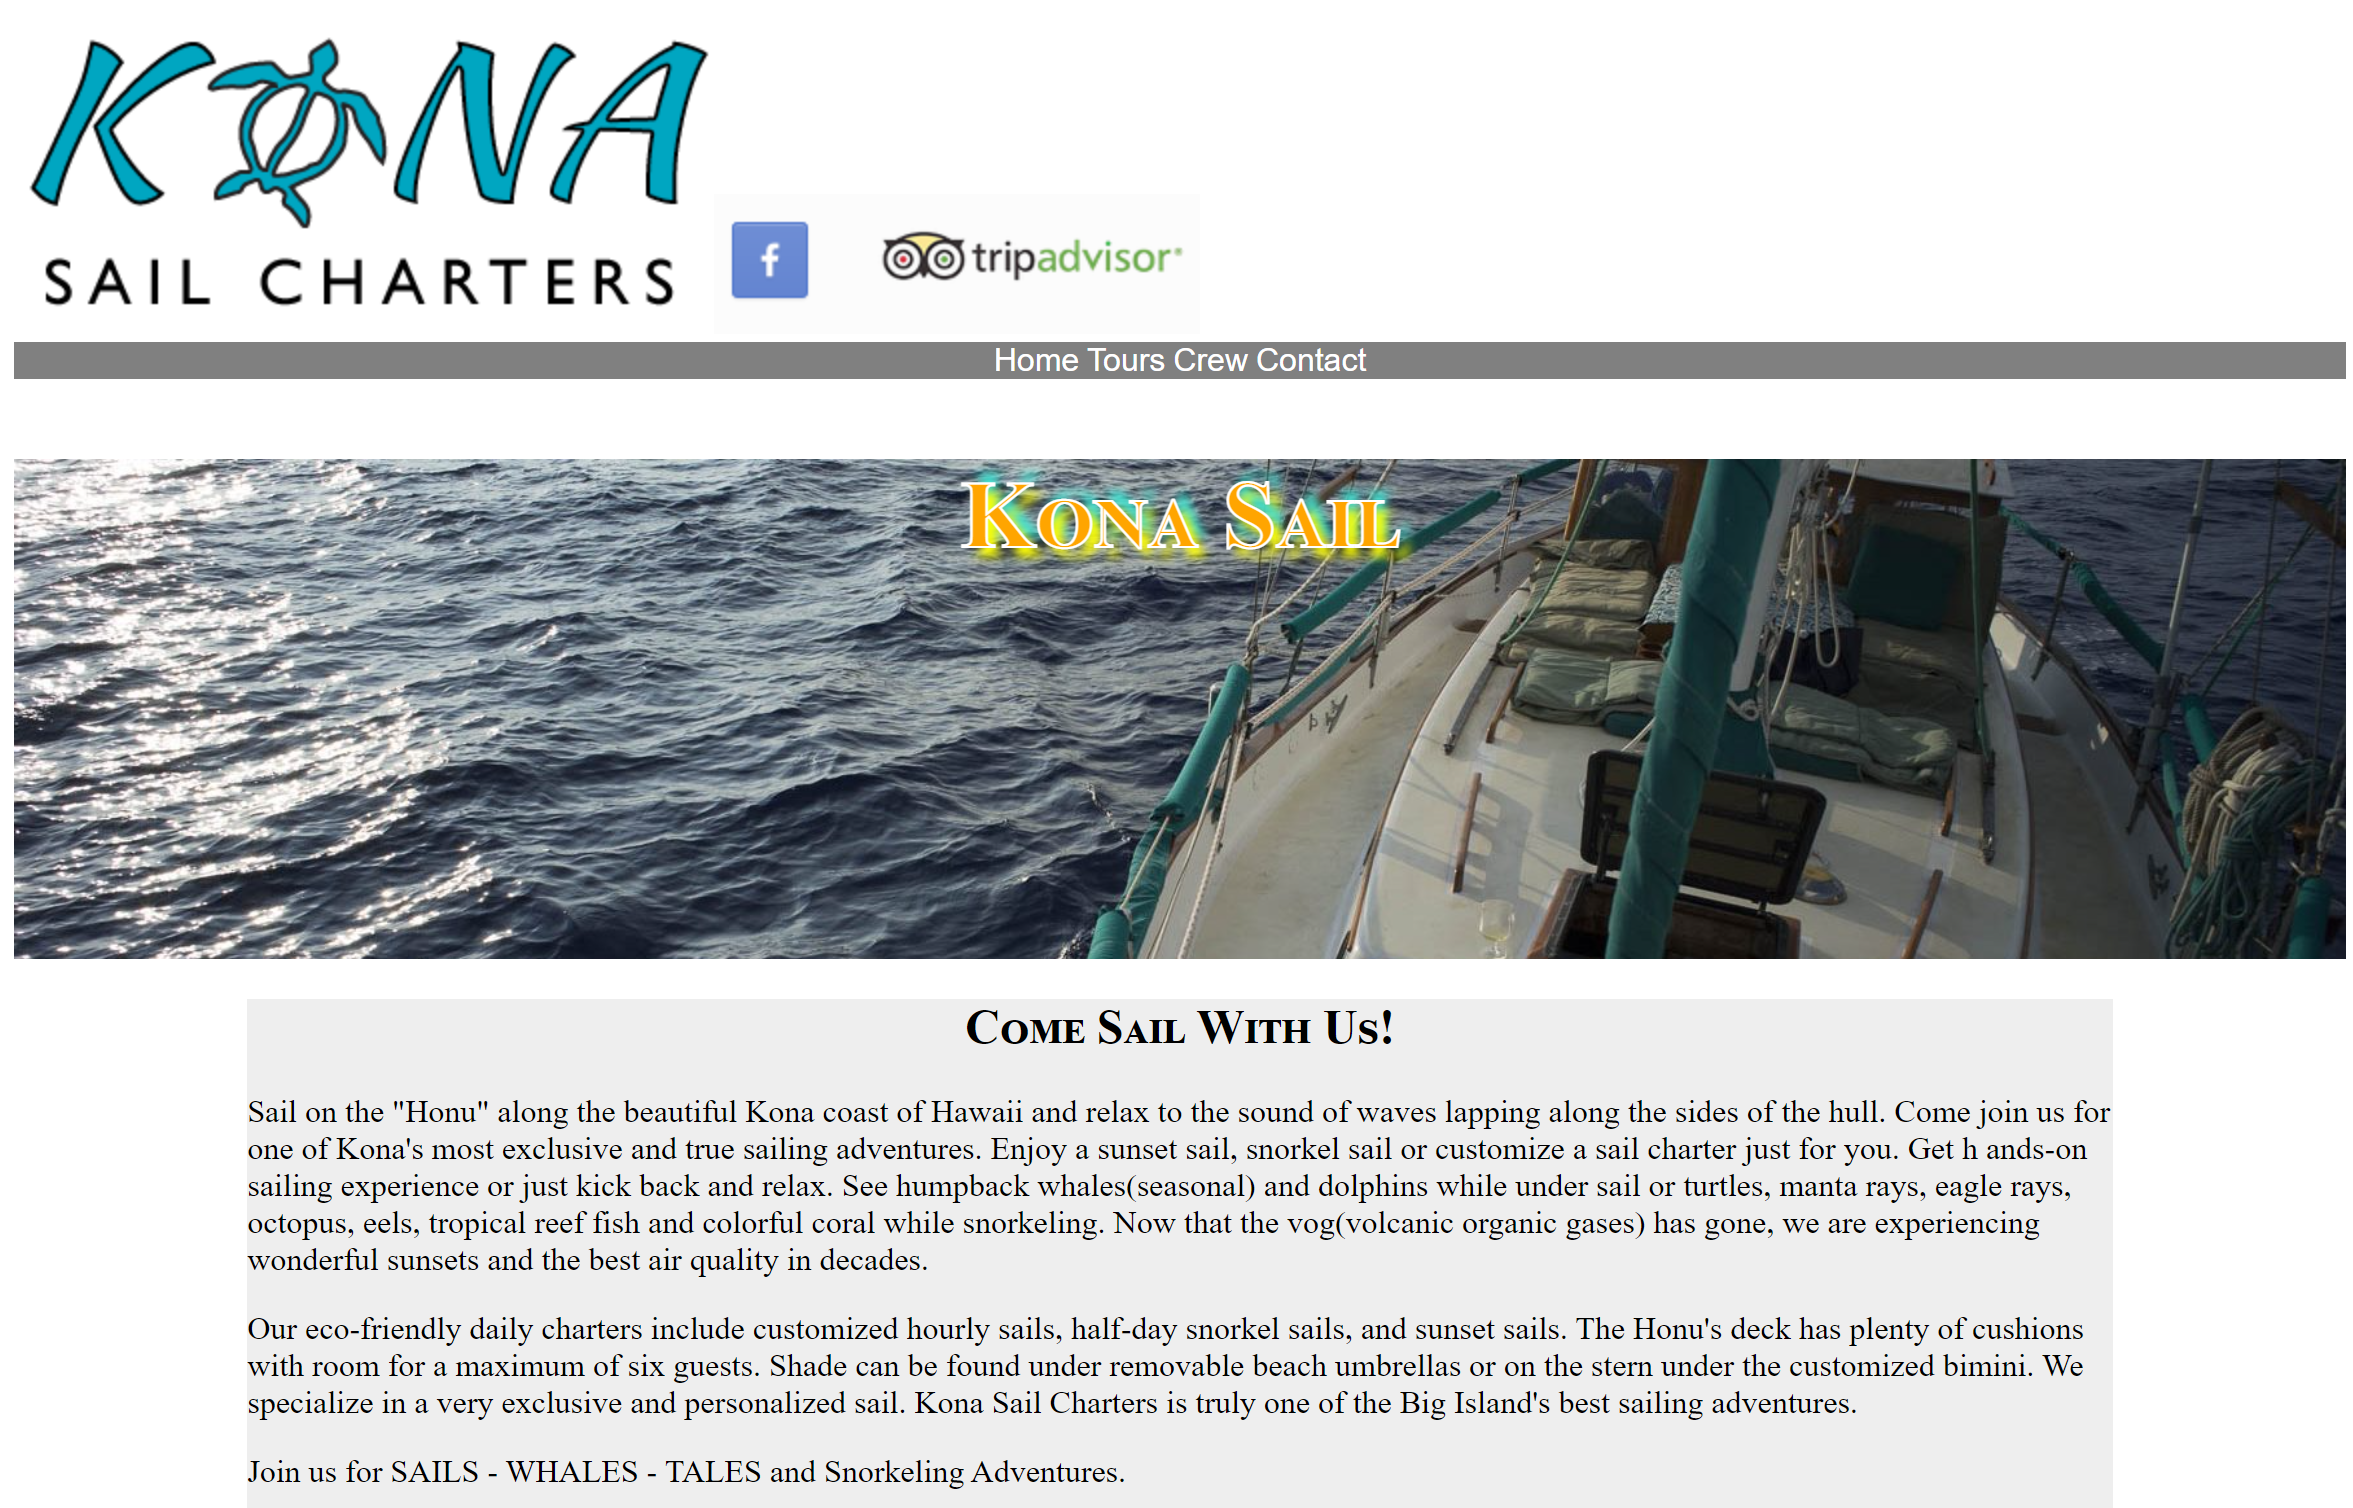 KONA
SAIL CHARTERS
f
tripadvisor®
Home Tours Crew Contact
Kona Sail
Come Sail With Us!
Sail on the "Honu" along the beautiful Kona coast of Hawaii and relax to the sound of waves lapping along the sides of the hull. Come join us for
one of Kona's most exclusive and true sailing adventures. Enjoy a sunset sail, snorkel sail or customize a sail charter just for you. Get h ands-on
sailing experience or just kick back and relax. See humpback whales(seasonal) and dolphins while under sail or turtles, manta rays, eagle rays,
octopus, eels, tropical reef fish and colorful coral while snorkeling. Now that the vog(volcanic organic gases) has gone, we are experiencing
wonderful sunsets and the best air quality in decades.
Our eco-friendly daily charters include customized hourly sails, half-day snorkel sails, and sunset sails. The Honu's deck has plenty of cushions
with room for a maximum of six guests. Shade can be found under removable beach umbrellas or on the stern under the customized bimini. We
specialize in a very exclusive and personalized sail. Kona Sail Charters is truly one of the Big Island's best sailing adventures.
Join us for SAILS - WHALES - TALES and Snorkeling Adventures.